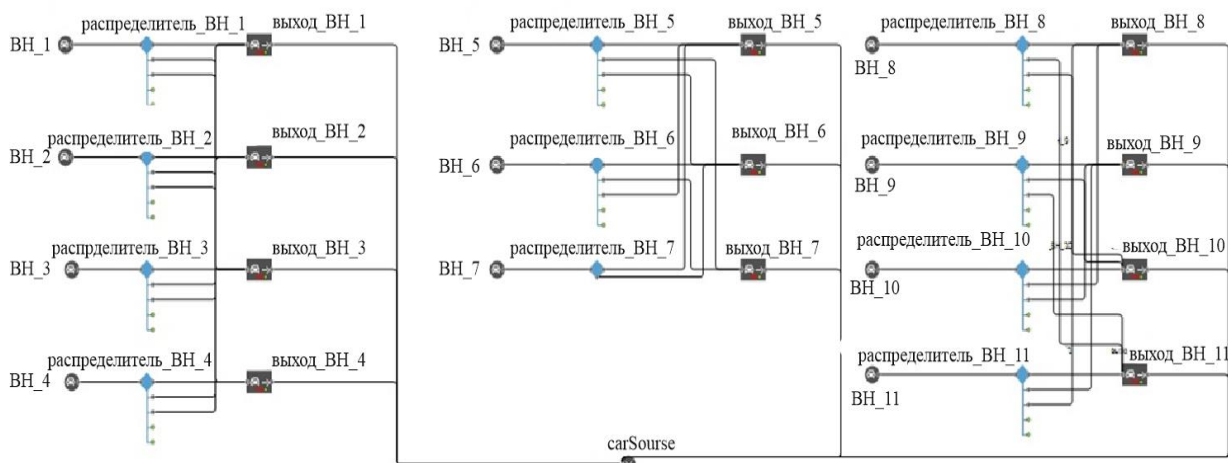 распределитель_ВН_1
выход_ВН_1
ВН_1
распределитель_ВН_2
выход_ВН_2
ВН_2
распрделитель_ВН_3
выход_ВН_3
ВН_3
распределитель_ВН_4
выход_ВН_4
ВН_4
распределитель_ВН_5
выход_ВН_5
ВН_5
распределитель_ВН_6
выход_ВН_6
ВН_6
распределитель_ВН_7
выход_ВН_7
ВН_7
распределитель_ВН_8
выход_ВН_8
ВН_8
распределитель_ВН_9
выход_ВН_9
ВН_9
распределитель_ВН_10
выход_ВН_10
ВН_10
распределитель_ВН_11
выход_ВН_11
ВН_11
carSourse